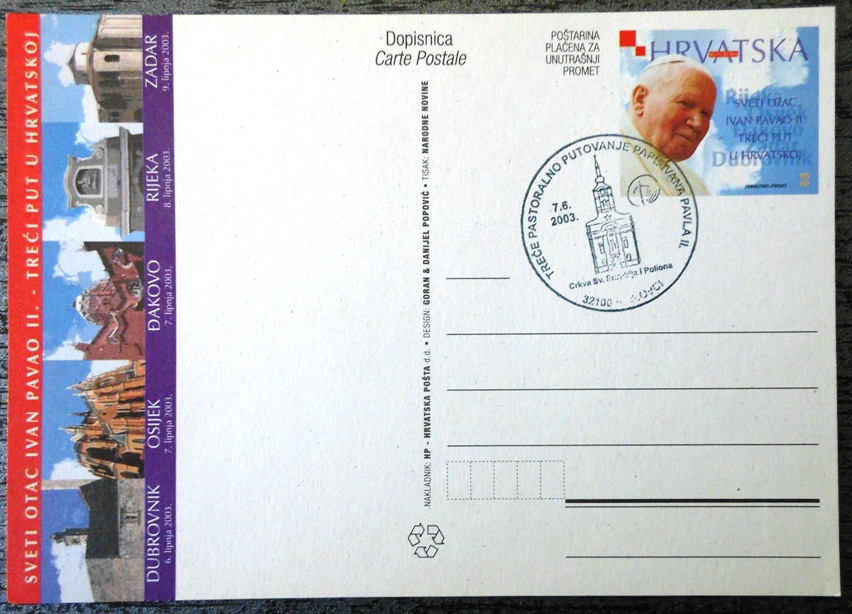 SVETI OTAC IVAN PAVAO II. - TREĆI PUT U HRVATSKOJ
ZADAR
9. lipnja 2003.
RIJEKA
8. lipnja 2003.
ĐAKOVO
7. lipnja 2003.
OSIJEK
7. lipnja 2003.
DUBROVNIK
6. lipnja 2003.
Dopisnica
Carte Postale
NAKLADNIK: HP - HRVATSKA POŠTA d.d. • DESIGN: GORAN & DANIJEL POPOVIĆ • TISAK: NARODNE NOVINE
POŠTARINA
PLAĆENA ZA
UNUTRAŠNJI
PROMET
HRVATSKA
Rijeka
Dubrovnik
SVETI OTAC
IVAN PAVAO II
TREĆI PUT
U HRVATSKOJ
TREĆE PASTORALNO PUTOVANJE PAPE IVANA PAVLA II.
7.6.
2003.
Crkva Sv. i Poliona
32100